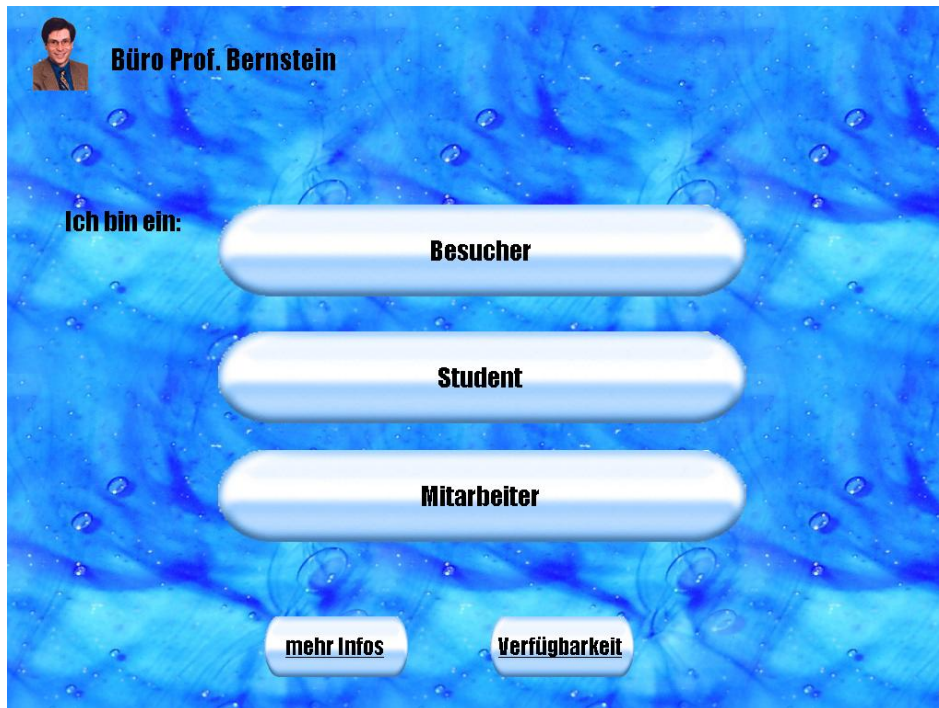 Büro Prof. Bernstein
Ich bin ein:
Besucher
Student
Mitarbeiter
mehr Infos
Verfügbarkeit